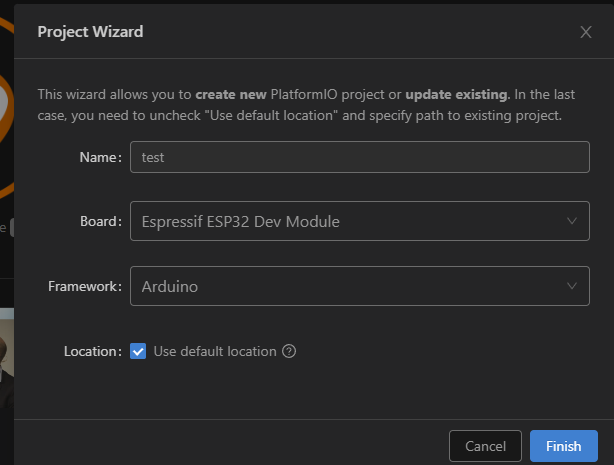 Project Wizard
This wizard allows you to create new PlatformIO project or update existing. In the last
case, you need to uncheck "Use default location" and specify path to existing project.
Name: test
Board: Espressif ESP32 Dev Module
Framework: Arduino
Location: Use default location
Cancel Finish